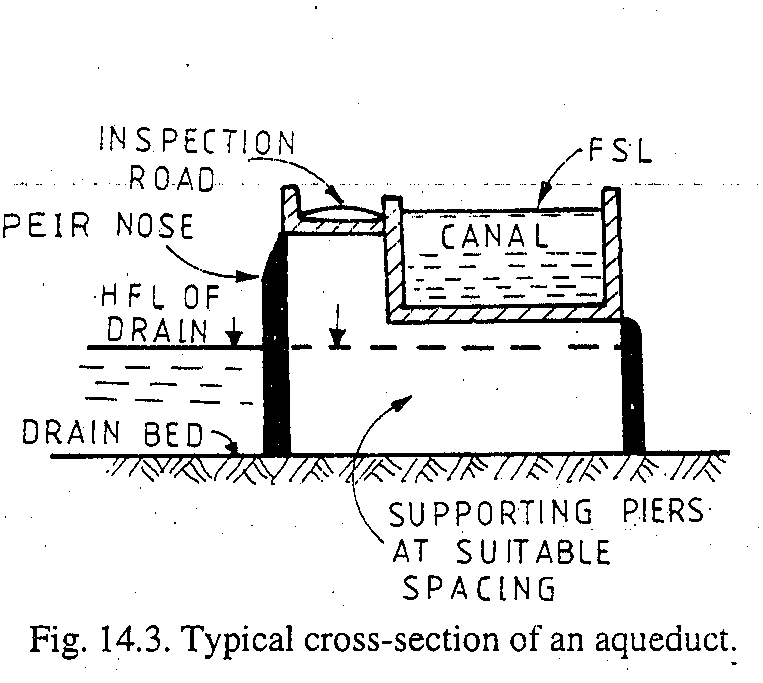 INSPECTION
ROAD
FSL
PEIR NOSE
CANAL
HFL OF
DRAIN
DRAIN BED
SUPPORTING PIERS
AT SUITABLE
SPACING
Fig. 14.3. Typical cross-section of an aqueduct.